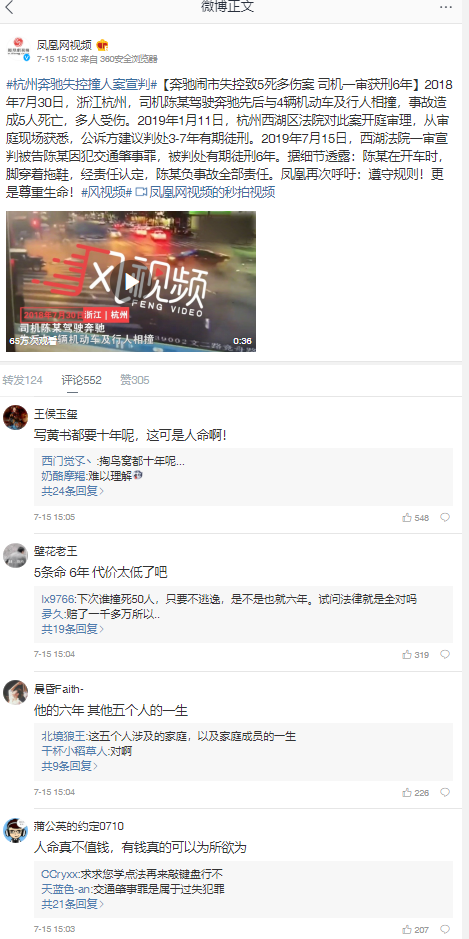 微博正文
凤凰网视频
7-15 15:02 来自 360安全浏览器
#杭州奔驰失控撞人案宣判#【奔驰闹市失控致5死多伤案 司机一审获刑6年】2018
年7月30日，浙江杭州，司机陈某驾驶奔驰先后与4辆机动车及行人相撞，事故造
成5人死亡，多人受伤。2019年1月11日，杭州西湖区法院对此案开庭审理，从审
庭现场获悉，公诉方建议判处3-7年有期徒刑。2019年7月15日，西湖法院一审宣
判被告陈某因犯交通肇事罪，被判处有期徒刑6年。据细节透露：陈某在开车时，
脚穿着拖鞋，经责任认定，陈某负事故全部责任。凤凰再次呼吁：遵守规则！更
是尊重生命！#风视频# 凤凰网视频的秒拍视频
风视频
FENG VIDEO
2018年7月30日 浙江 | 杭州
司机陈某驾驶奔驰
65万次观看
辆机动车及行人相撞
0:36
转发124 评论552 赞305
王侯玉玺
写黄书都要十年呢，这可是人命啊！
:掏鸟窝都十年呢...
奶酪摩羯:难以理解
共24条回复>
7-15 15:05 548
壁花老王
5条命 6年 代价太低了吧
lx9766:下次谁撞死50人，只要不逃逸，是不是也就六年。试问法律就是全对吗
:赔了一千多万所以..
共19条回复>
7-15 15:04 319
晨昏Faith-
他的六年 其他五个人的一生
北境狼王:这五个人涉及的家庭，以及家庭成员的一生
干杯小稻草人:对啊
共9条回复>
7-15 15:04 226
蒲公英的约定0710
人命真不值钱，有钱真的可以为所欲为
CCryxx:求求您学点法再来敲键盘行不
天蓝色-an:交通肇事罪是属于过失犯罪
共21条回复>
7-15 15:03 207